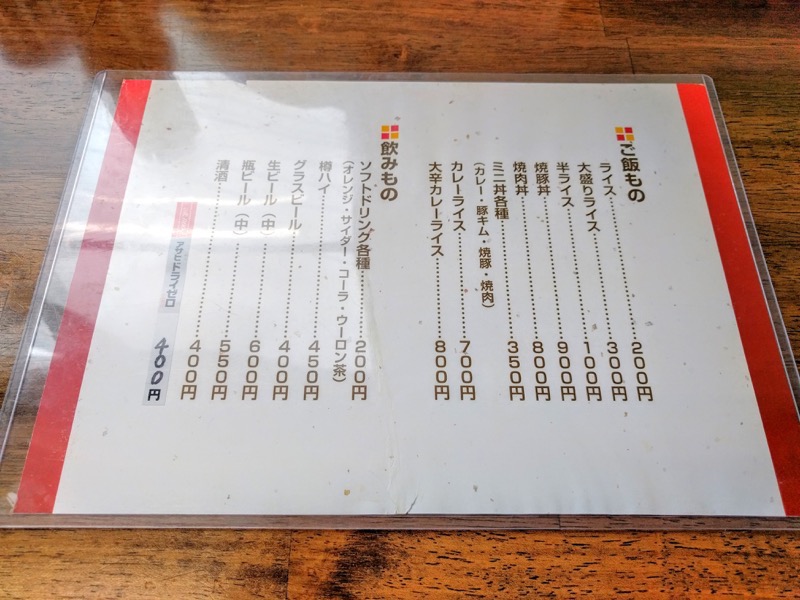 ご飯もの
ライス……………………200円
大盛りライス……………300円
半ライス…………………100円
焼豚丼……………………900円
焼肉丼……………………800円
ミニ丼各種………………350円
（カレー・豚キム・焼豚・焼肉）
カレーライス……………700円
大辛カレーライス………800円
飲みもの
ソフトドリンク各種……200円
（オレンジ・サイダー・コーラ・ウーロン茶）
樽ハイ……………………450円
グラスビール……………400円
生ビール（中）…………600円
瓶ビール（中）…………550円
清酒………………………400円
アサヒドライゼロ 400円